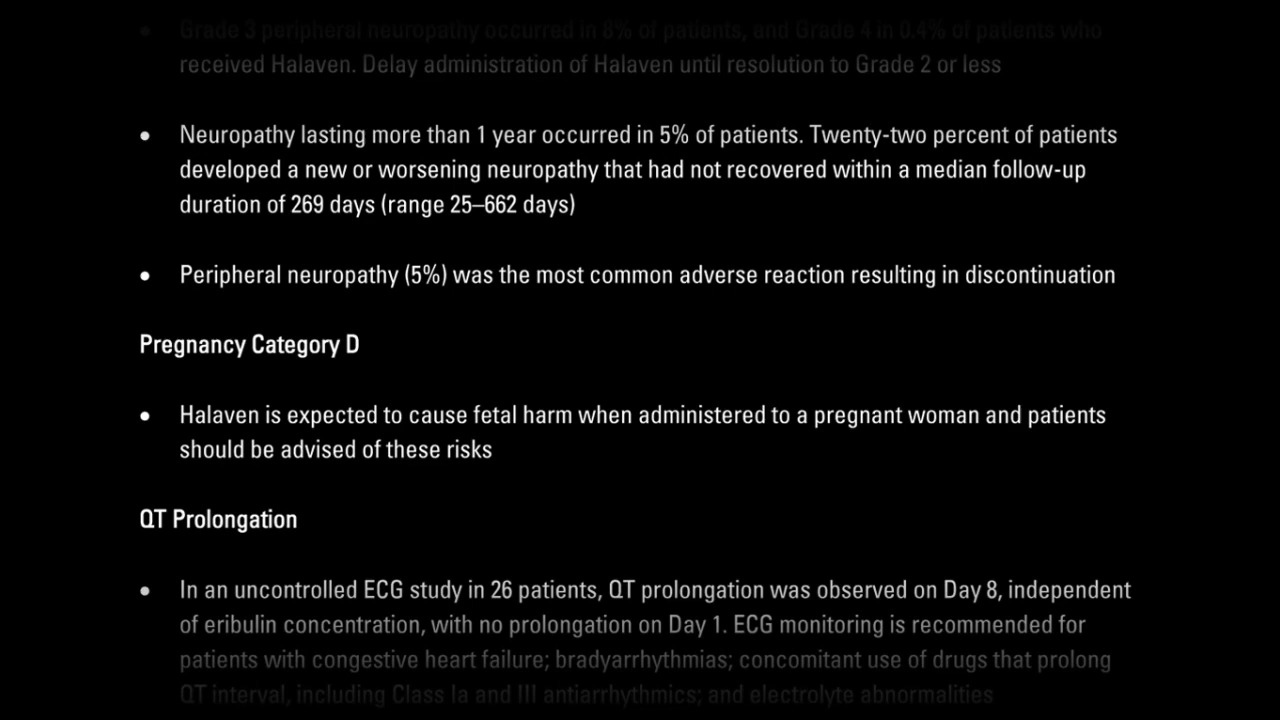 • Grade 3 peripheral neuropathy occurred in 8% of patients, and Grade 4 in 0.4% of patients who
received Halaven. Delay administration of Halaven until resolution to Grade 2 or less
• Neuropathy lasting more than 1 year occurred in 5% of patients. Twenty-two percent of patients
developed a new or worsening neuropathy that had not recovered within a median follow-up
duration of 269 days (range 25–662 days)
• Peripheral neuropathy (5%) was the most common adverse reaction resulting in discontinuation
Pregnancy Category D
• Halaven is expected to cause fetal harm when administered to a pregnant woman and patients
should be advised of these risks
QT Prolongation
• In an uncontrolled ECG study in 26 patients, QT prolongation was observed on Day 8, independent
of eribulin concentration, with no prolongation on Day 1. ECG monitoring is recommended for
patients with congestive heart failure; bradyarrhythmias; concomitant use of drugs that prolong
QT interval, including Class Ia and III antiarrhythmics; and electrolyte abnormalities